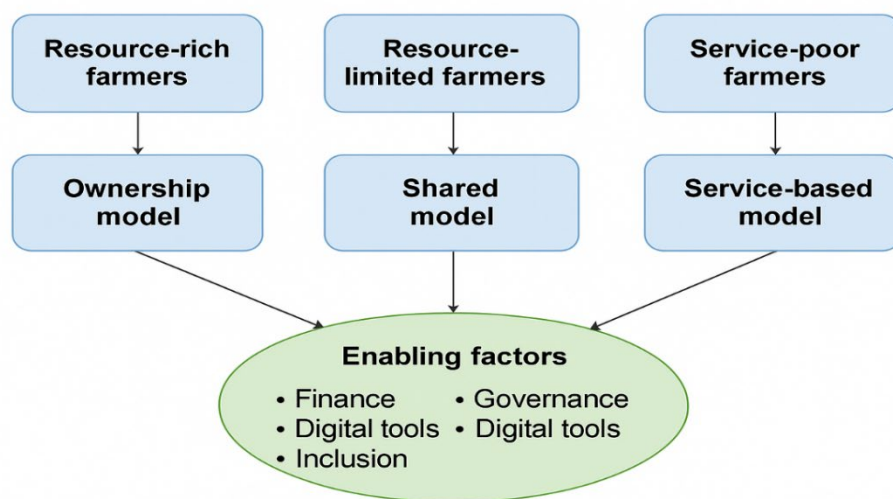 Resource-rich
farmers
Resource-
limited farmers
Service-poor
farmers
Ownership
model
Shared
model
Service-based
model
Enabling factors
• Finance
• Governance
• Digital tools
• Digital tools
• Inclusion